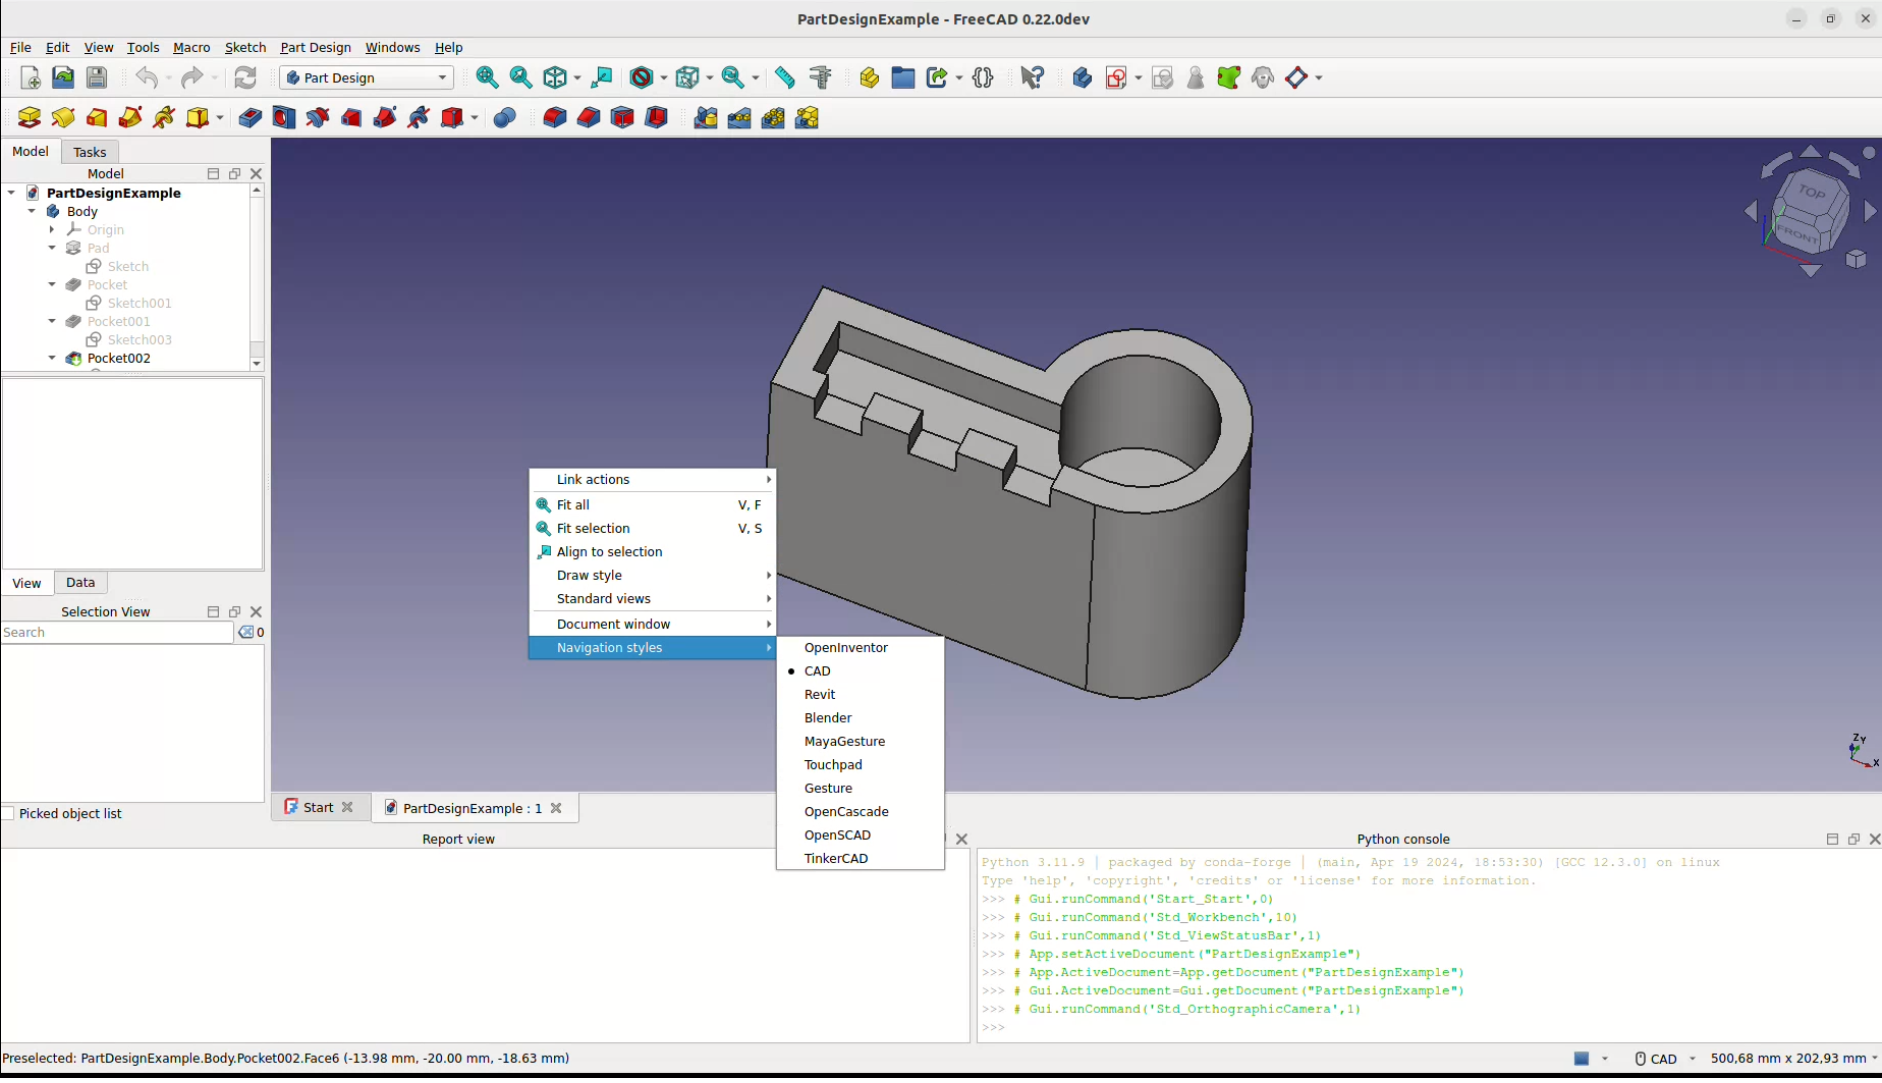 PartDesignExample - FreeCAD 0.22.0dev
File Edit View Tools Macro Sketch Part Design Windows Help
Part Design
Model Tasks
Model
PartDesignExample
Body
Origin
Pad
Sketch
Pocket
Sketch001
Pocket001
Sketch003
Pocket002
View Data
Selection View
Search 0
Picked object list
TOP
FRONT
Link actions
Fit all V, F
Fit selection V, S
Align to selection
Draw style
Standard views
Document window
Navigation styles
OpenInventor
CAD
Revit
Blender
MayaGesture
Touchpad
Gesture
OpenCascade
OpenSCAD
TinkerCAD
Z Y
X
Start PartDesignExample : 1
Report view
Python console
Python 3.11.9 | packaged by conda-forge | (main, Apr 19 2024, 18:53:30) [GCC 12.3.0] on linux
Type 'help', 'copyright', 'credits' or 'license' for more information.
>>> # Gui.runCommand('Start_Start',0)
>>> # Gui.runCommand('Std_Workbench',10)
>>> # Gui.runCommand('Std_ViewStatusBar',1)
>>> # App.setActiveDocument("PartDesignExample")
>>> # App.ActiveDocument=App.getDocument("PartDesignExample")
>>> # Gui.ActiveDocument=Gui.getDocument("PartDesignExample")
>>> # Gui.runCommand('Std_OrthographicCamera',1)
>>>
Preselected: PartDesignExample.Body.Pocket002.Face6 (-13.98 mm, -20.00 mm, -18.63 mm)
CAD 500,68 mm x 202,93 mm